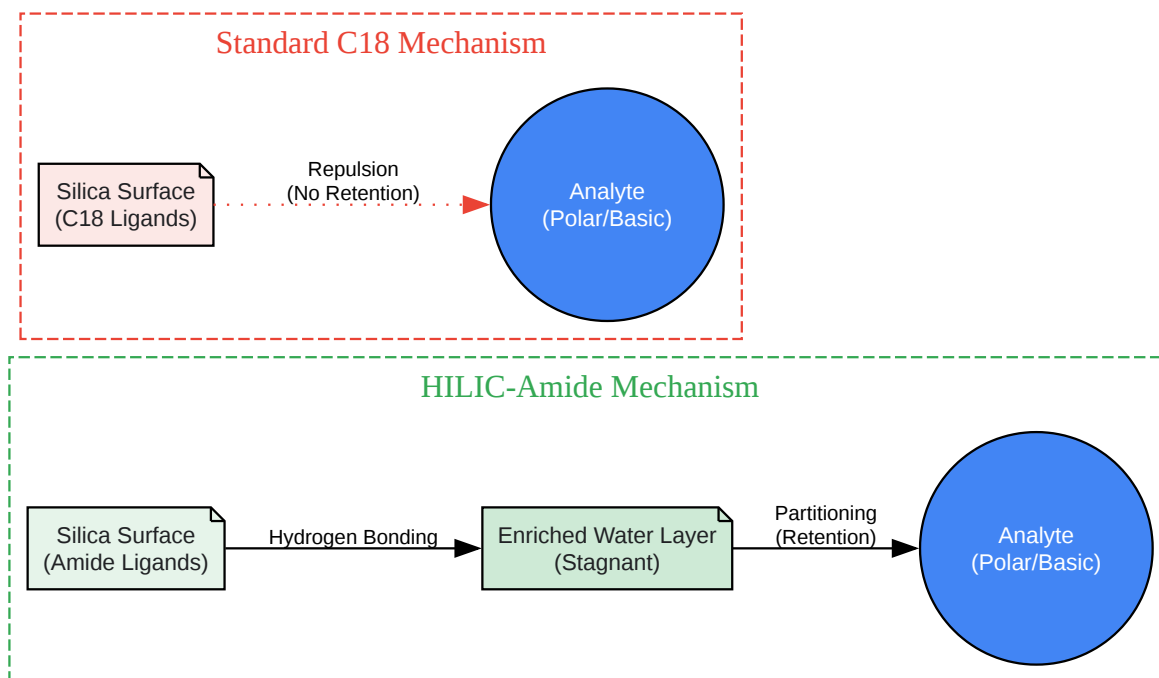 Standard C18 Mechanism
Silica Surface
(C18 Ligands)
Repulsion
(No Retention)
Analyte
(Polar/Basic)
HILIC-Amide Mechanism
Silica Surface
(Amide Ligands)
Hydrogen Bonding
Enriched Water Layer
(Stagnant)
Partitioning
(Retention)
Analyte
(Polar/Basic)